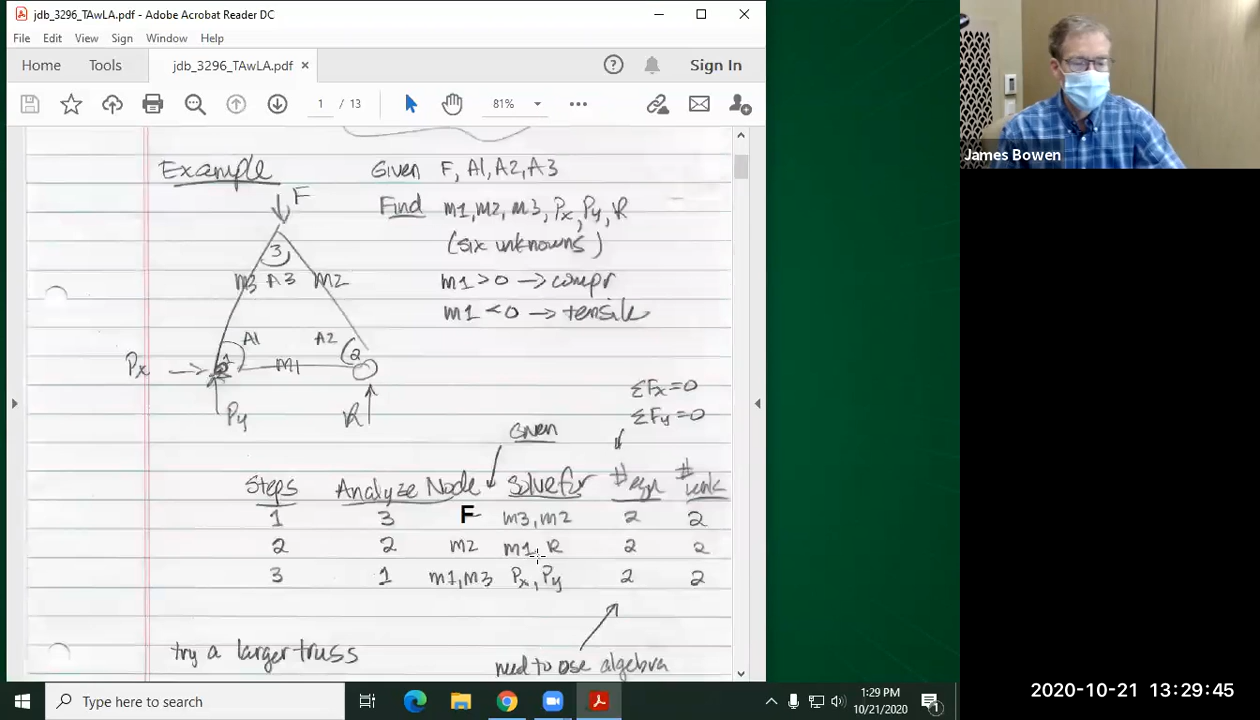 jdb_3296_TAwLA.pdf - Adobe Acrobat Reader DC
File Edit View Sign Window Help
Home Tools jdb_3296_TAwLA.pdf × Sign In
1 / 13 81%
James Bowen
Example Given F, A1, A2, A3
F
Find m1, m2, m3, Px, Py, R
(six unknowns)
3
m3 A3 m2
m1 > 0 → compr
m1 < 0 → tensile
A1 A2
1 2
Px → m1
Py R
ΣFx=0
ΣFy=0
Given
Steps Analyze Node Solve for # eqn # unk
1 3 F m3, m2 2 2
2 2 m2 m1, R 2 2
3 1 m1, m3 Px, Py 2 2
try a larger truss
need to use algebra
Type here to search
1:29 PM
10/21/2020
1
2020-10-21 13:29:45